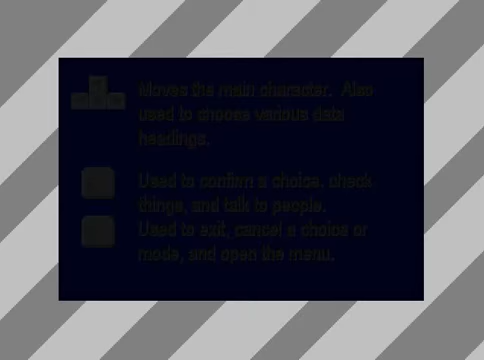 Moves the main character. Also
used to choose various data
headings.
Used to confirm a choice, check
things, and talk to people.
Used to exit, cancel a choice or
mode, and open the menu.